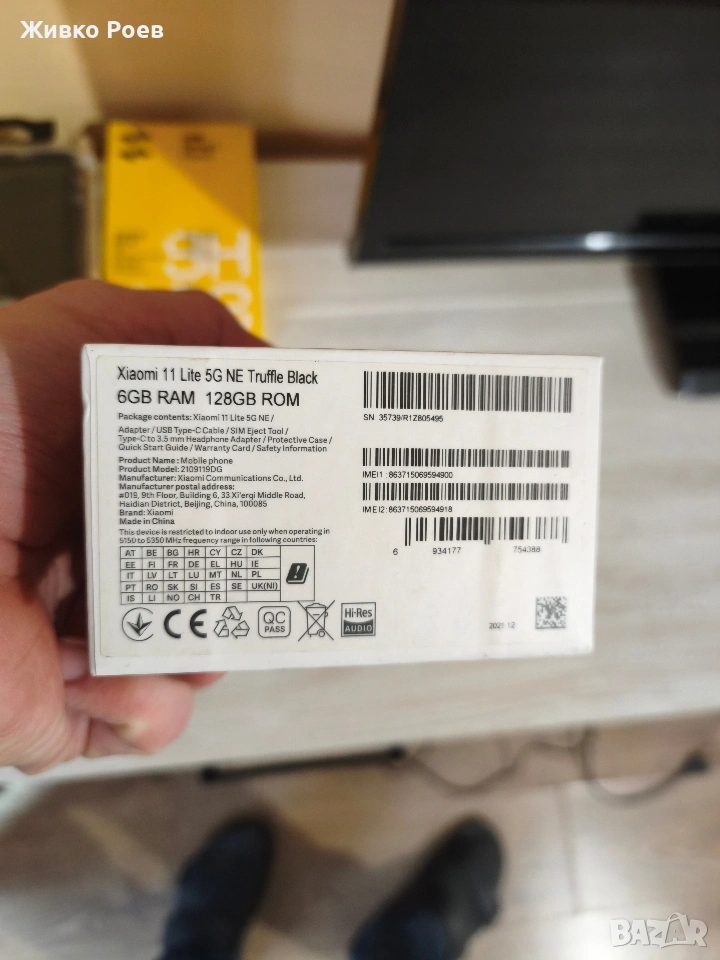 Живко Роев
Xiaomi 11 Lite 5G NE Truffle Black
6GB RAM 128GB ROM
Package contents: Xiaomi 11 Lite 5G NE /
Adapter / USB Type-C Cable / SIM Eject Tool /
Type-C to 3.5 mm Headphone Adapter / Protective Case /
Quick Start Guide / Warranty Card / Safety Information
Product Name: Mobile phone
Product Model: 2109119DG
Manufacturer: Xiaomi Communications Co., Ltd.
Manufacturer postal address:
#019, 9th Floor, Building 6, 33 Xi'erqi Middle Road,
Haidian District, Beijing, China, 100085
Brand: Xiaomi
Made in China
This device is restricted to indoor use only when operating in
5150 to 5350 MHz frequency range in following countries:
AT BE BG HR CY CZ DK
EE FI FR DE EL HU IE
IT LV LT LU MT NL PL
PT RO SK SI ES SE UK(NI)
IS LI NO CH TR
CE
QC
PASS
Hi-Res
AUDIO
SN 35739/R1Z805495
IMEI1: 863715069594900
IMEI2: 863715069594918
6 934177 754388
2021.12
BAZAR